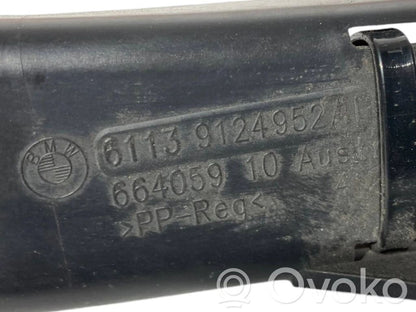 BMW
6113 9124952
664059 10 Aus
>PP-Reg<
Ovoko